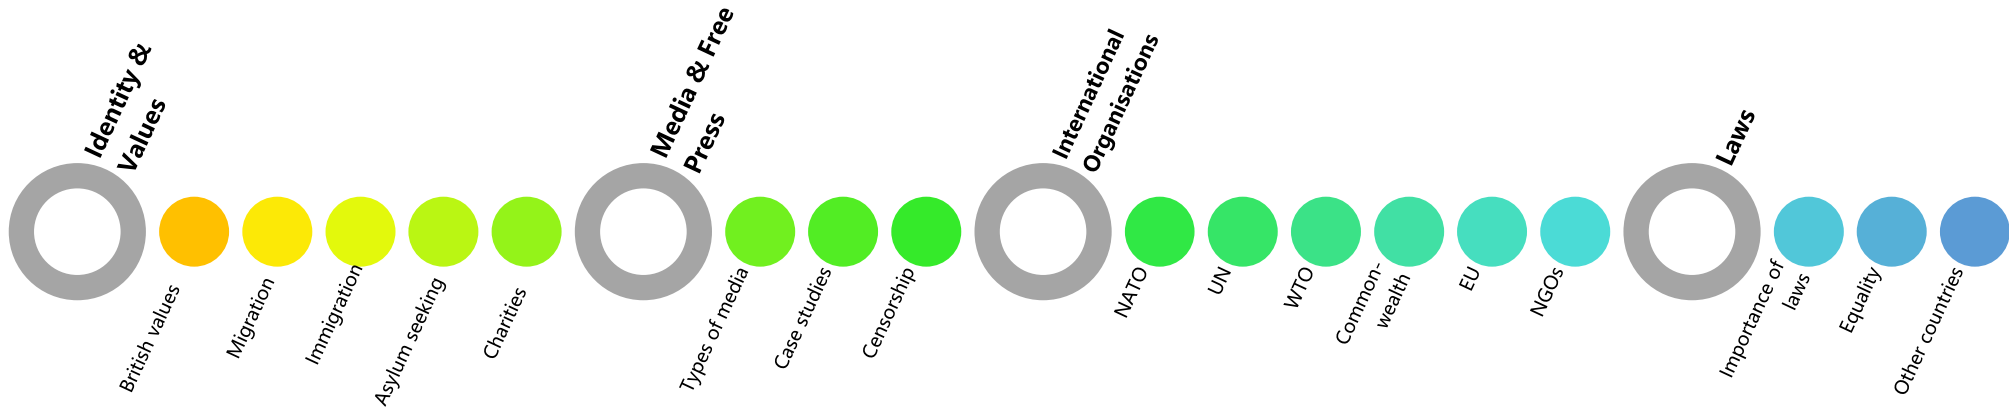 Identity &
Values
British values
Migration
Immigration
Asylum seeking
Charities
Media & Free
Press
Types of media
Case studies
Censorship
International
Organisations
NATO
UN
WTO
Common-
wealth
EU
NGOs
Laws
Importance of
laws
Equality
Other countries